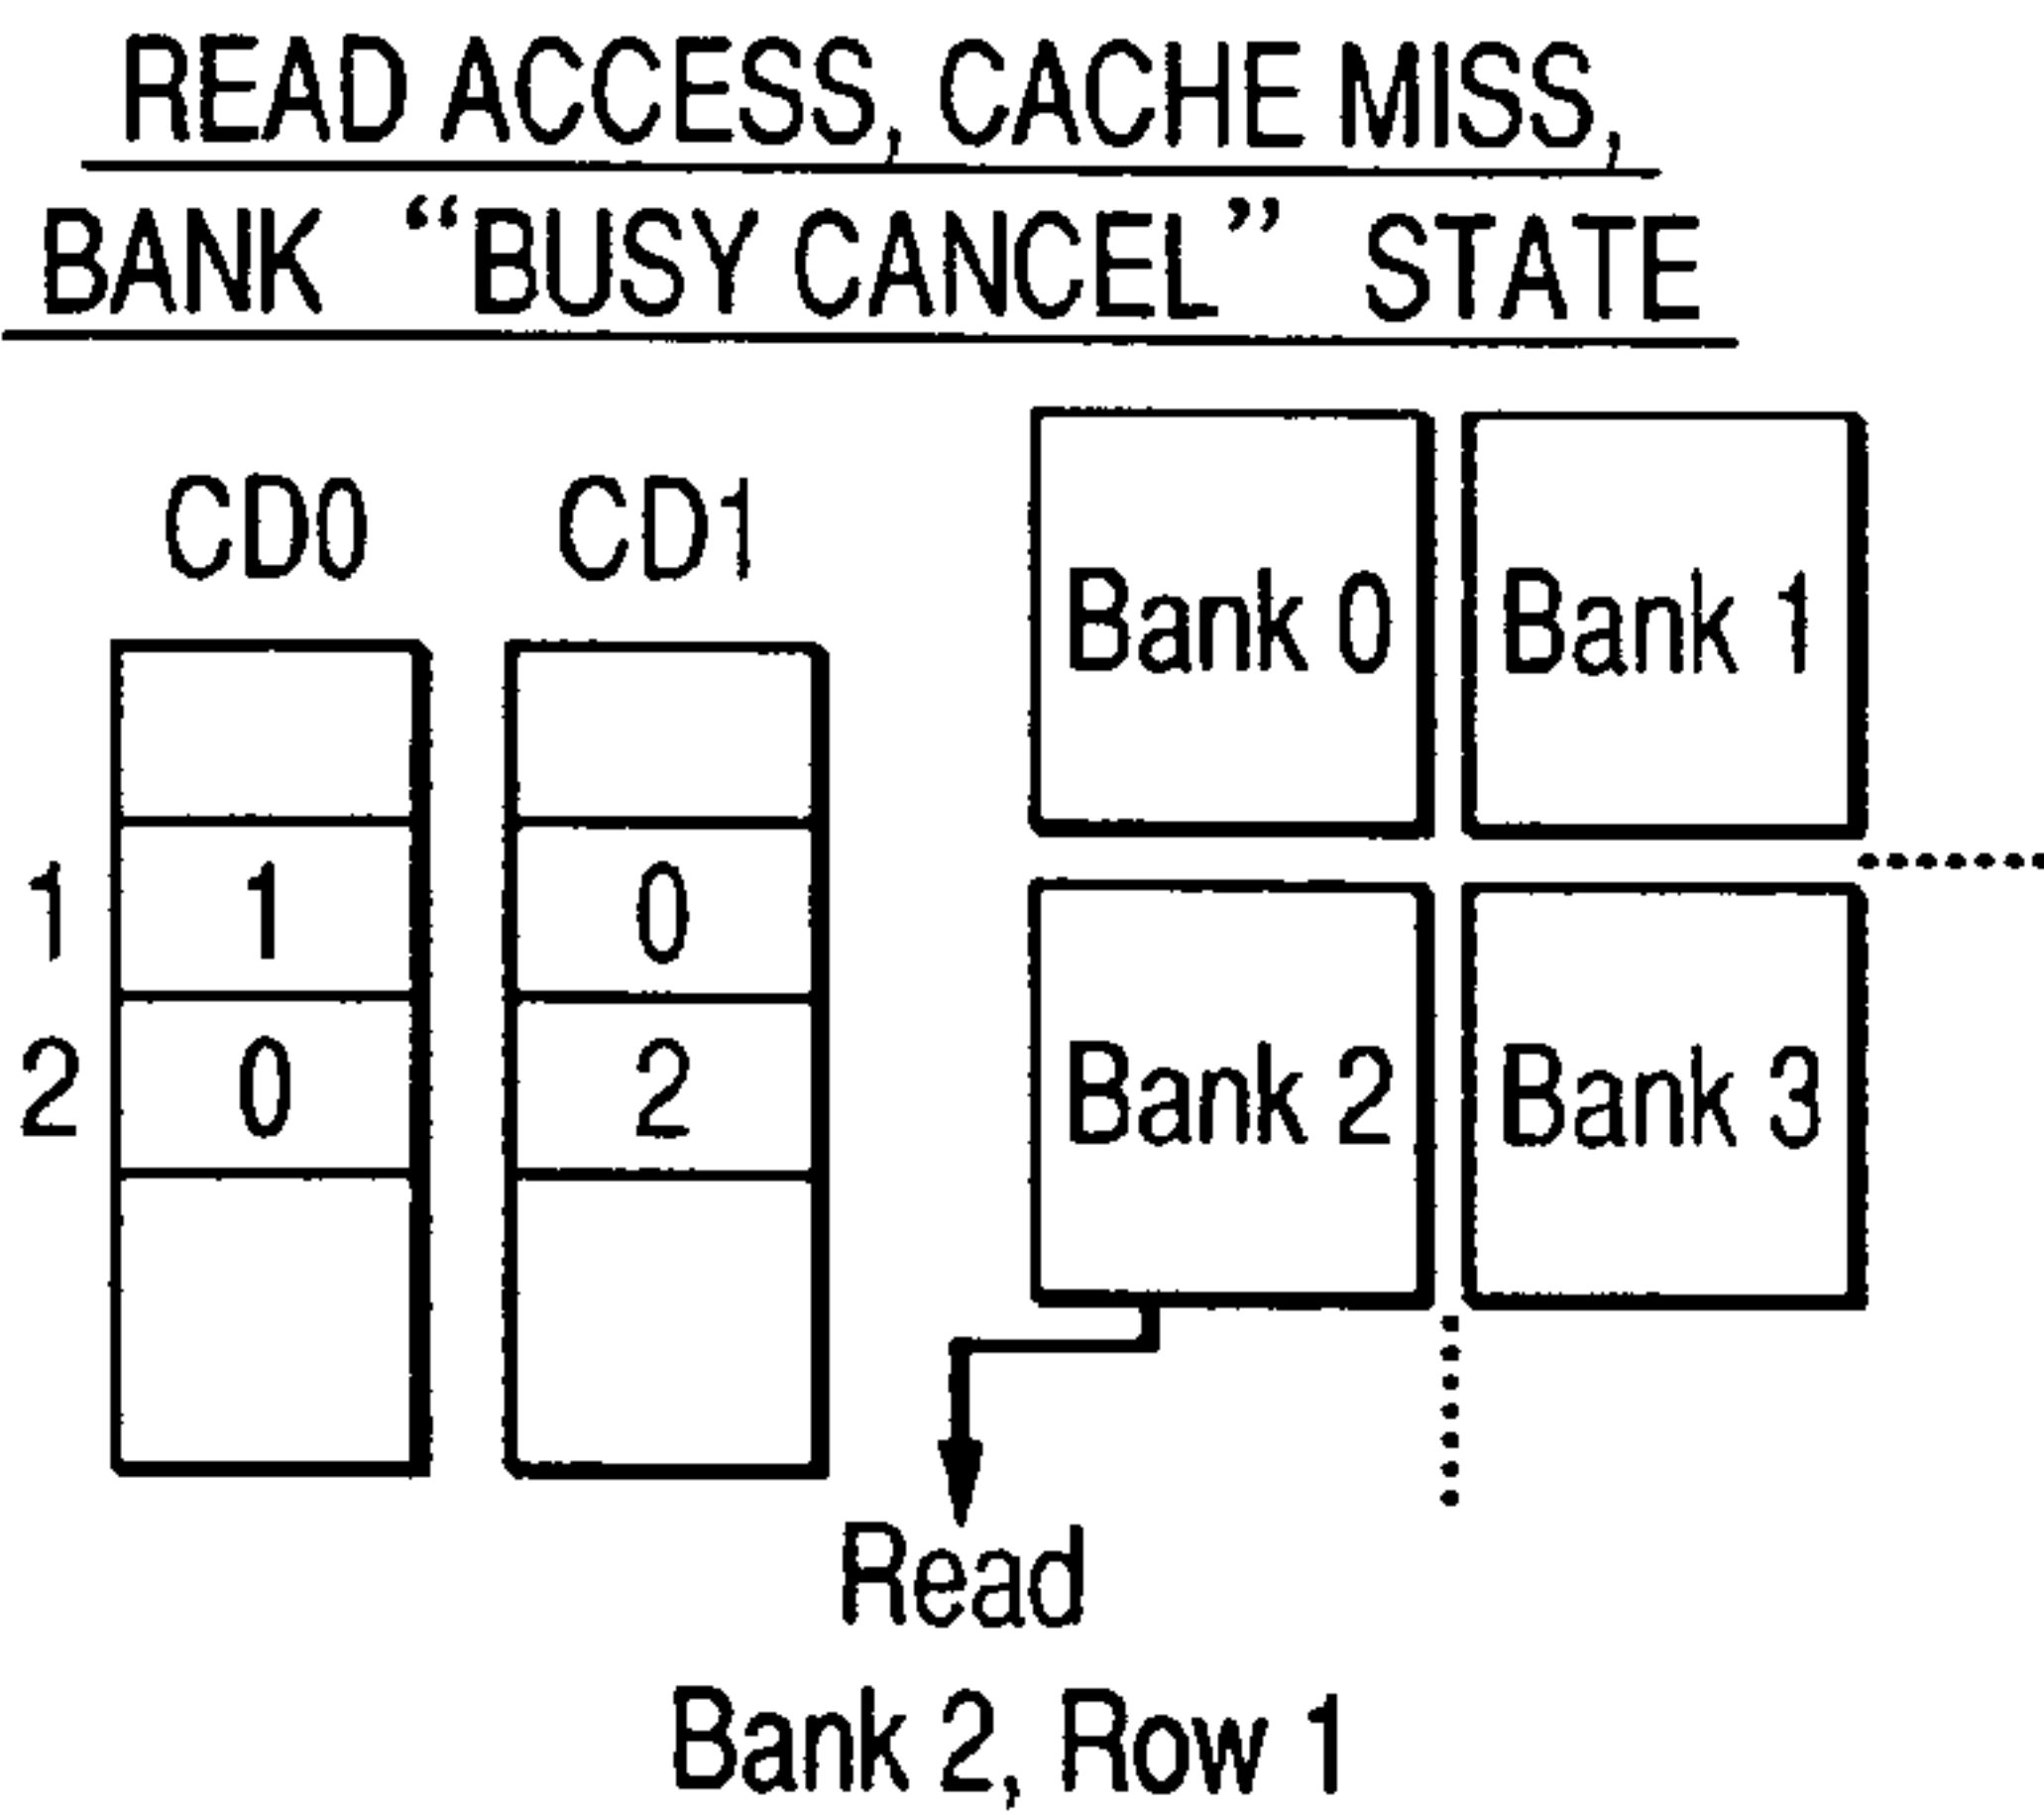 READ ACCESS, CACHE MISS,
BANK “BUSY CANCEL” STATE
CD0 CD1
Bank 0 Bank 1
1 1 0
2 0 2
Bank 2 Bank 3
Read
Bank 2, Row 1